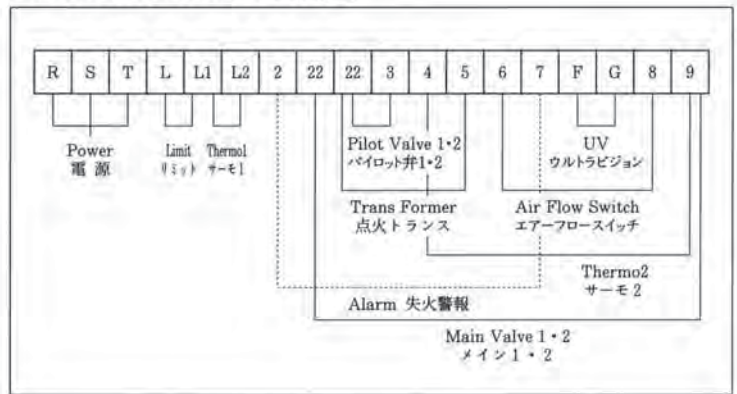 R S T L L1 L2 2 22 22 3 4 5 6 7 F G 8 9
Power
電源
Limit
リミット
Thermo1
サーモ1
Pilot Valve 1・2
パイロット弁1・2
UV
ウルトラビジョン
Trans Former
点火トランス
Air Flow Switch
エアーフロースイッチ
Thermo2
サーモ2
Alarm 失火警報
Main Valve 1・2
メイン1・2